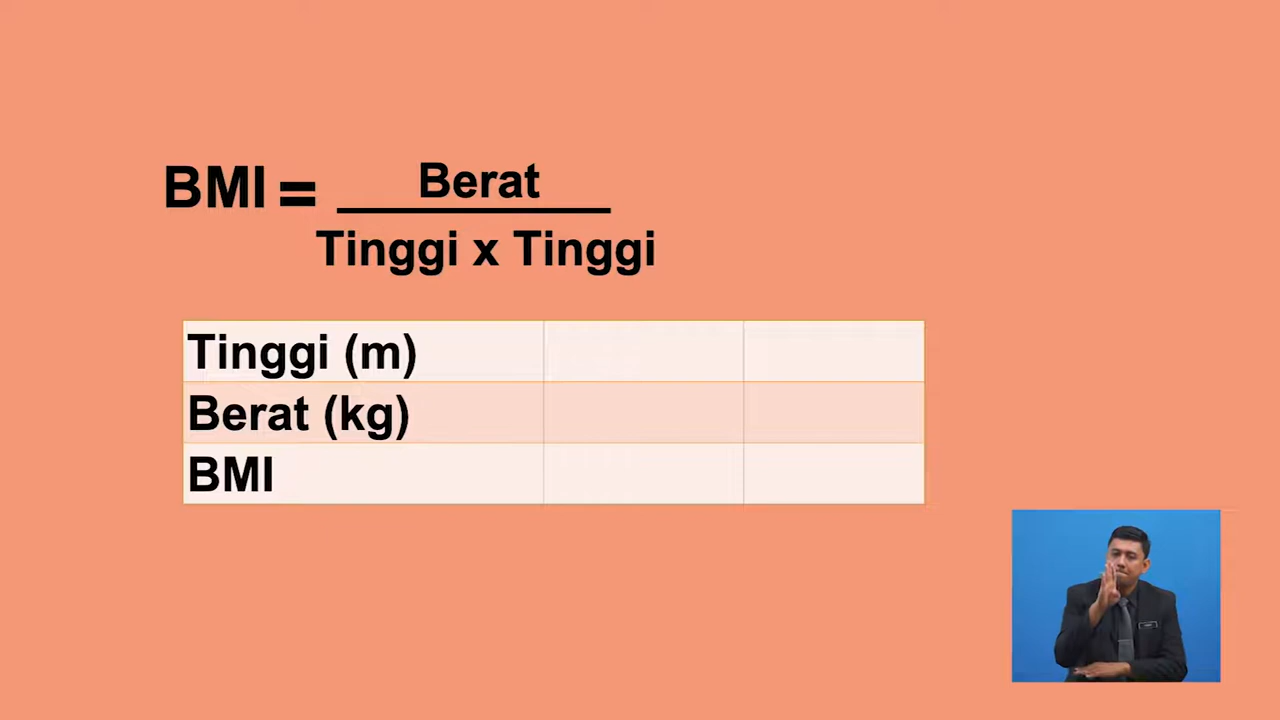 BMI = Berat
Tinggi x Tinggi
Tinggi (m)
Berat (kg)
BMI